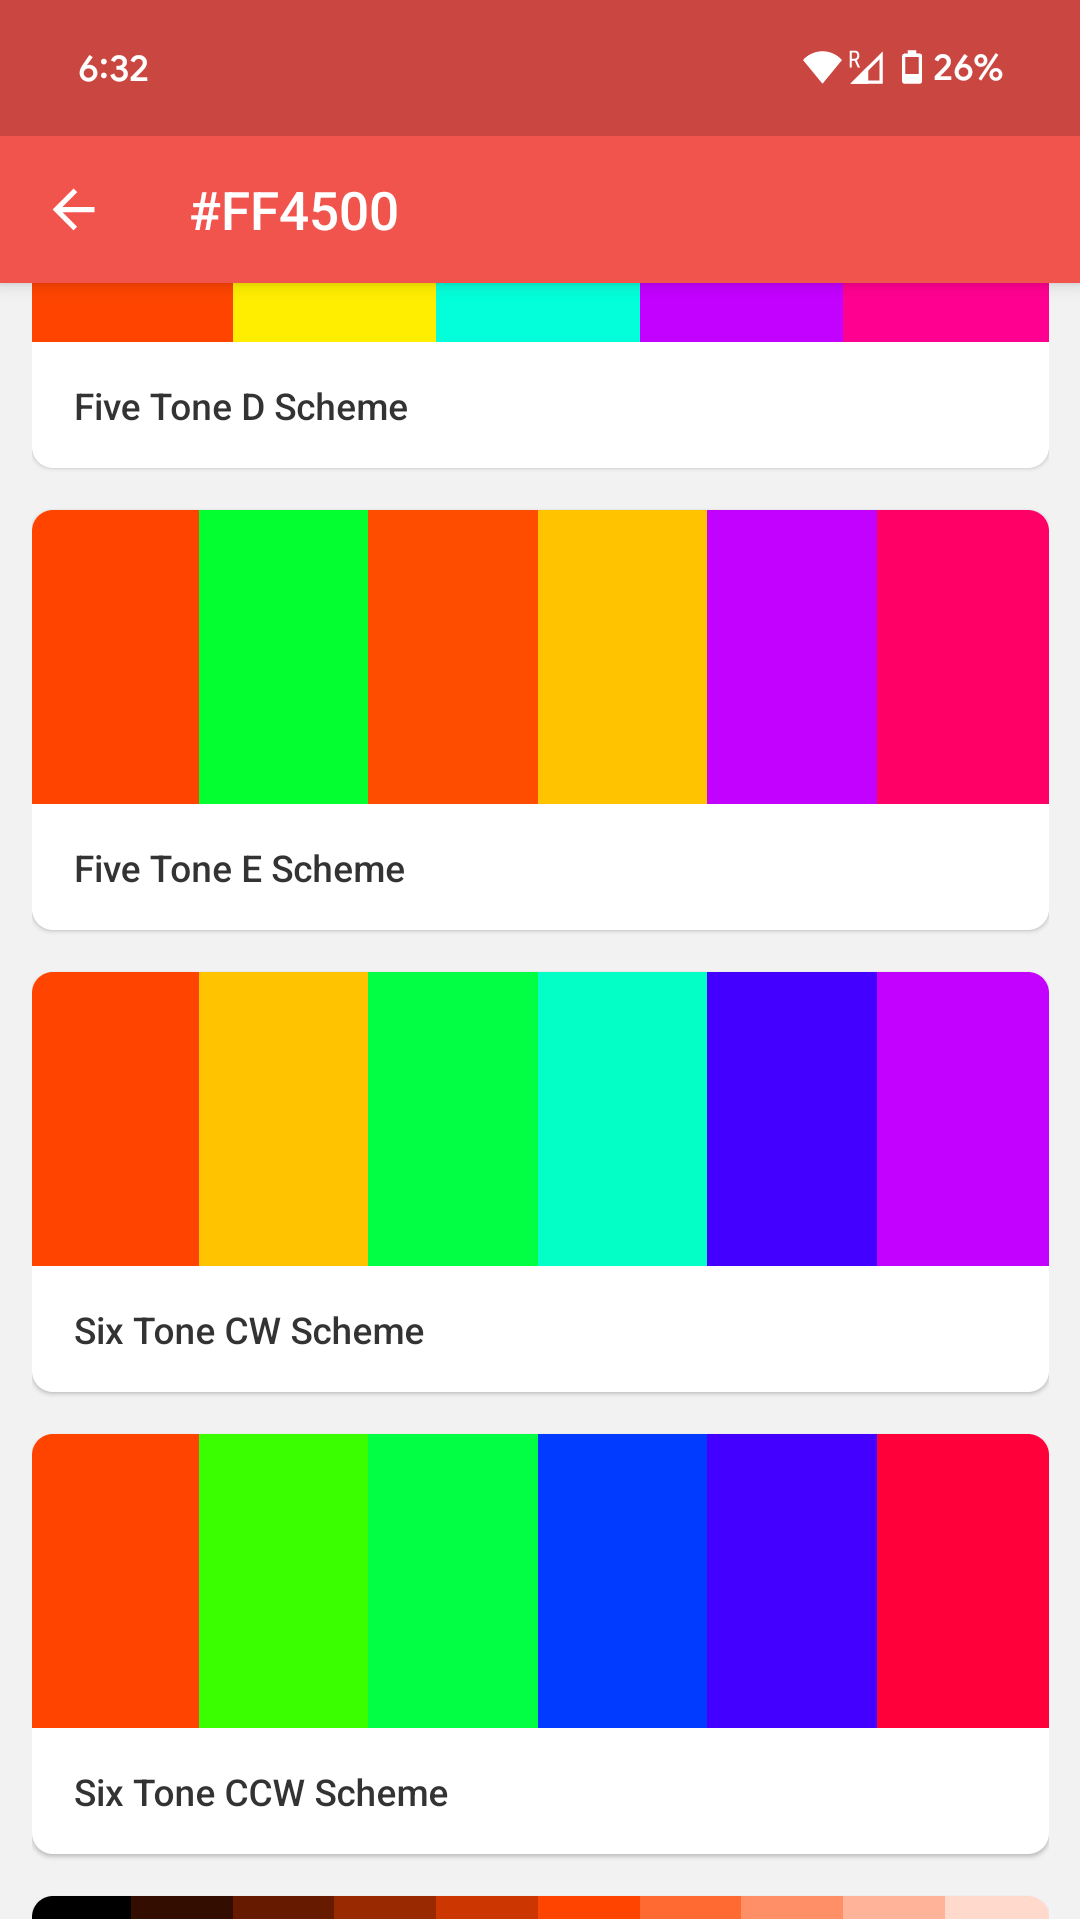 6:32
R
26%
#FF4500
Five Tone D Scheme
Five Tone E Scheme
Six Tone CW Scheme
Six Tone CCW Scheme